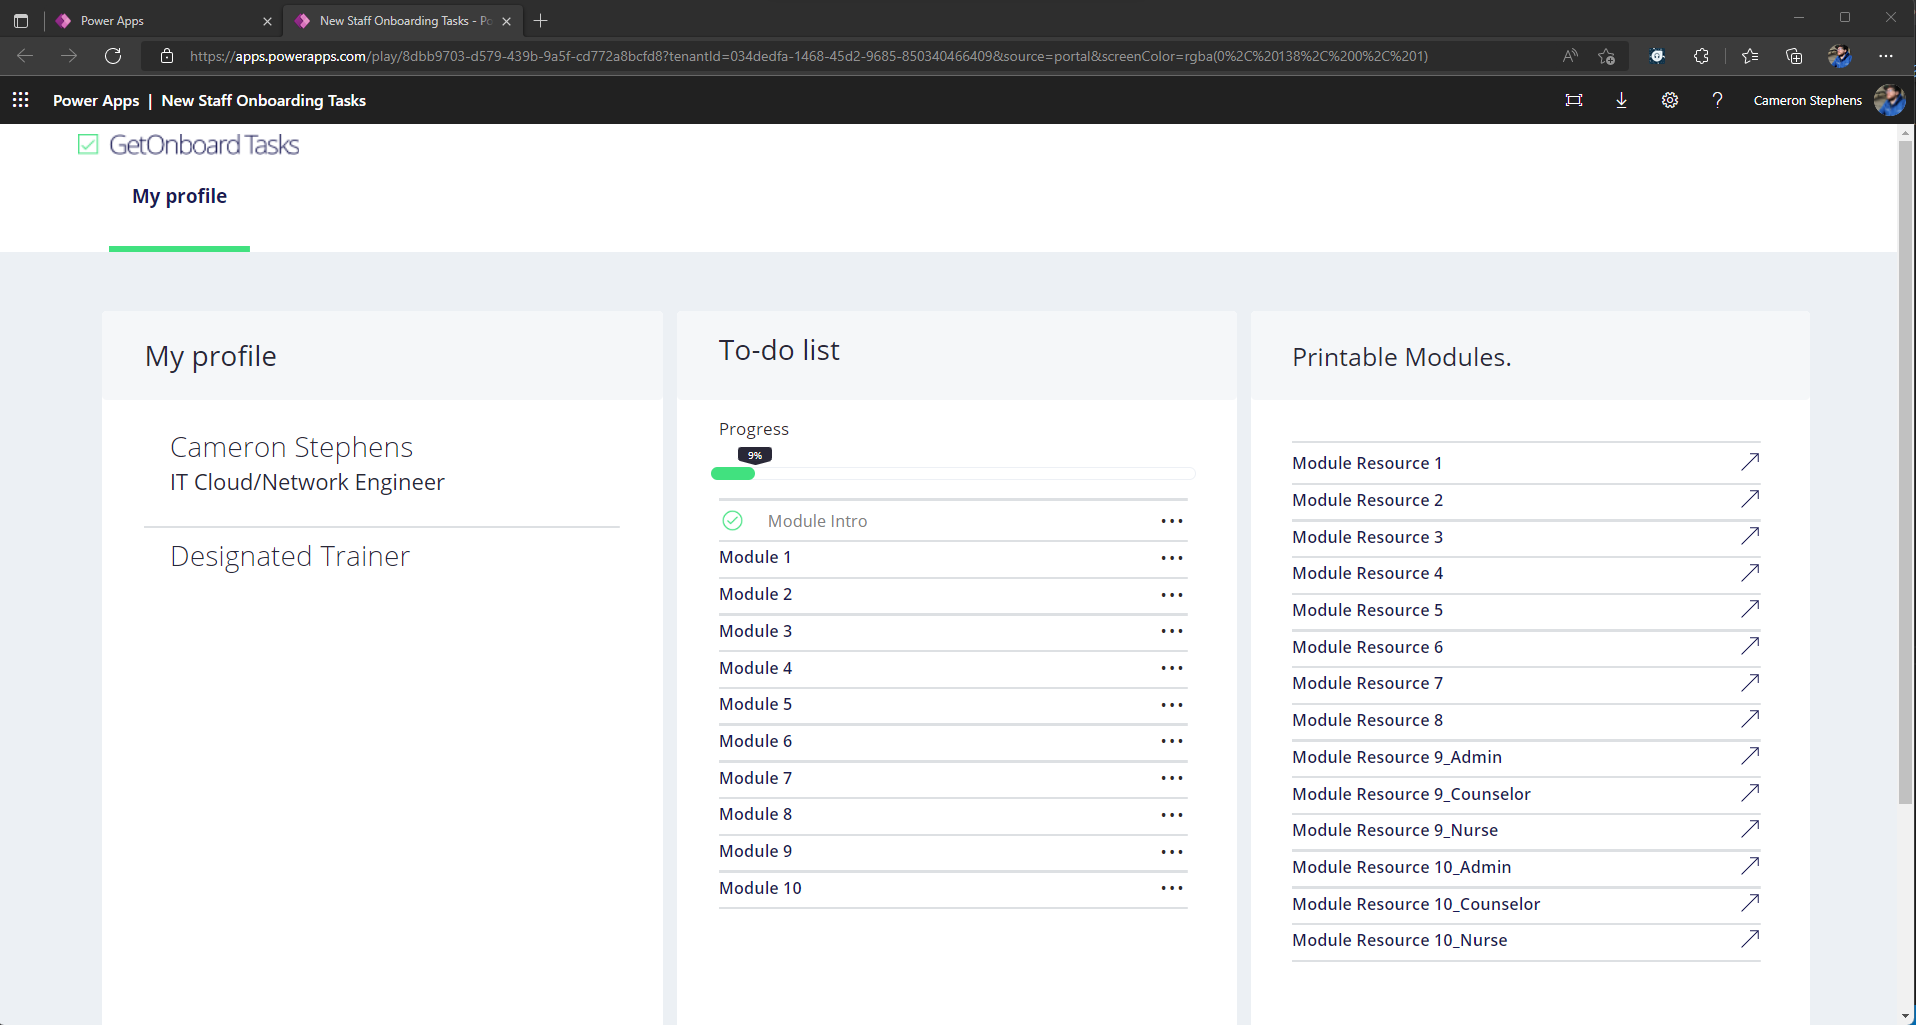 Power Apps
New Staff Onboarding Tasks - Po
https://apps.powerapps.com/play/8dbb9703-d579-439b-9a5f-cd772a8bcfd8?tenantId=034dedfa-1468-45d2-9685-850340466409&source=portal&screenColor=rgba(0%2C%20138%2C%200%2C%201)
Power Apps | New Staff Onboarding Tasks
Cameron Stephens
GetOnboard Tasks
My profile
My profile
Cameron Stephens
IT Cloud/Network Engineer
Designated Trainer
To-do list
Progress
9%
Module Intro
Module 1
Module 2
Module 3
Module 4
Module 5
Module 6
Module 7
Module 8
Module 9
Module 10
Printable Modules.
Module Resource 1
Module Resource 2
Module Resource 3
Module Resource 4
Module Resource 5
Module Resource 6
Module Resource 7
Module Resource 8
Module Resource 9_Admin
Module Resource 9_Counselor
Module Resource 9_Nurse
Module Resource 10_Admin
Module Resource 10_Counselor
Module Resource 10_Nurse